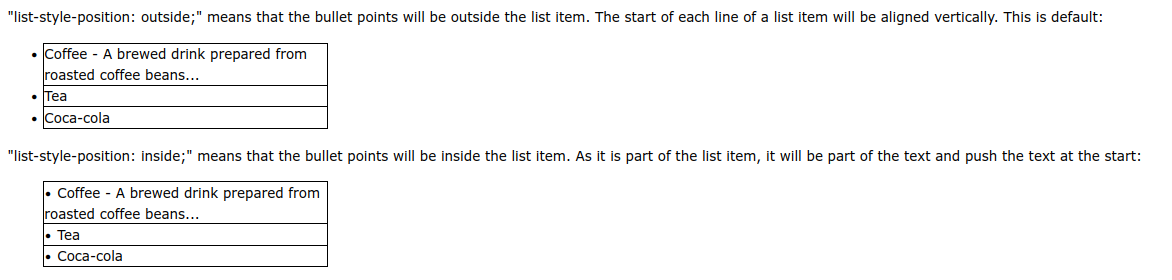 "list-style-position: outside;" means that the bullet points will be outside the list item. The start of each line of a list item will be aligned vertically. This is default:
• Coffee - A brewed drink prepared from
roasted coffee beans...
• Tea
• Coca-cola
"list-style-position: inside;" means that the bullet points will be inside the list item. As it is part of the list item, it will be part of the text and push the text at the start:
• Coffee - A brewed drink prepared from
roasted coffee beans...
• Tea
• Coca-cola